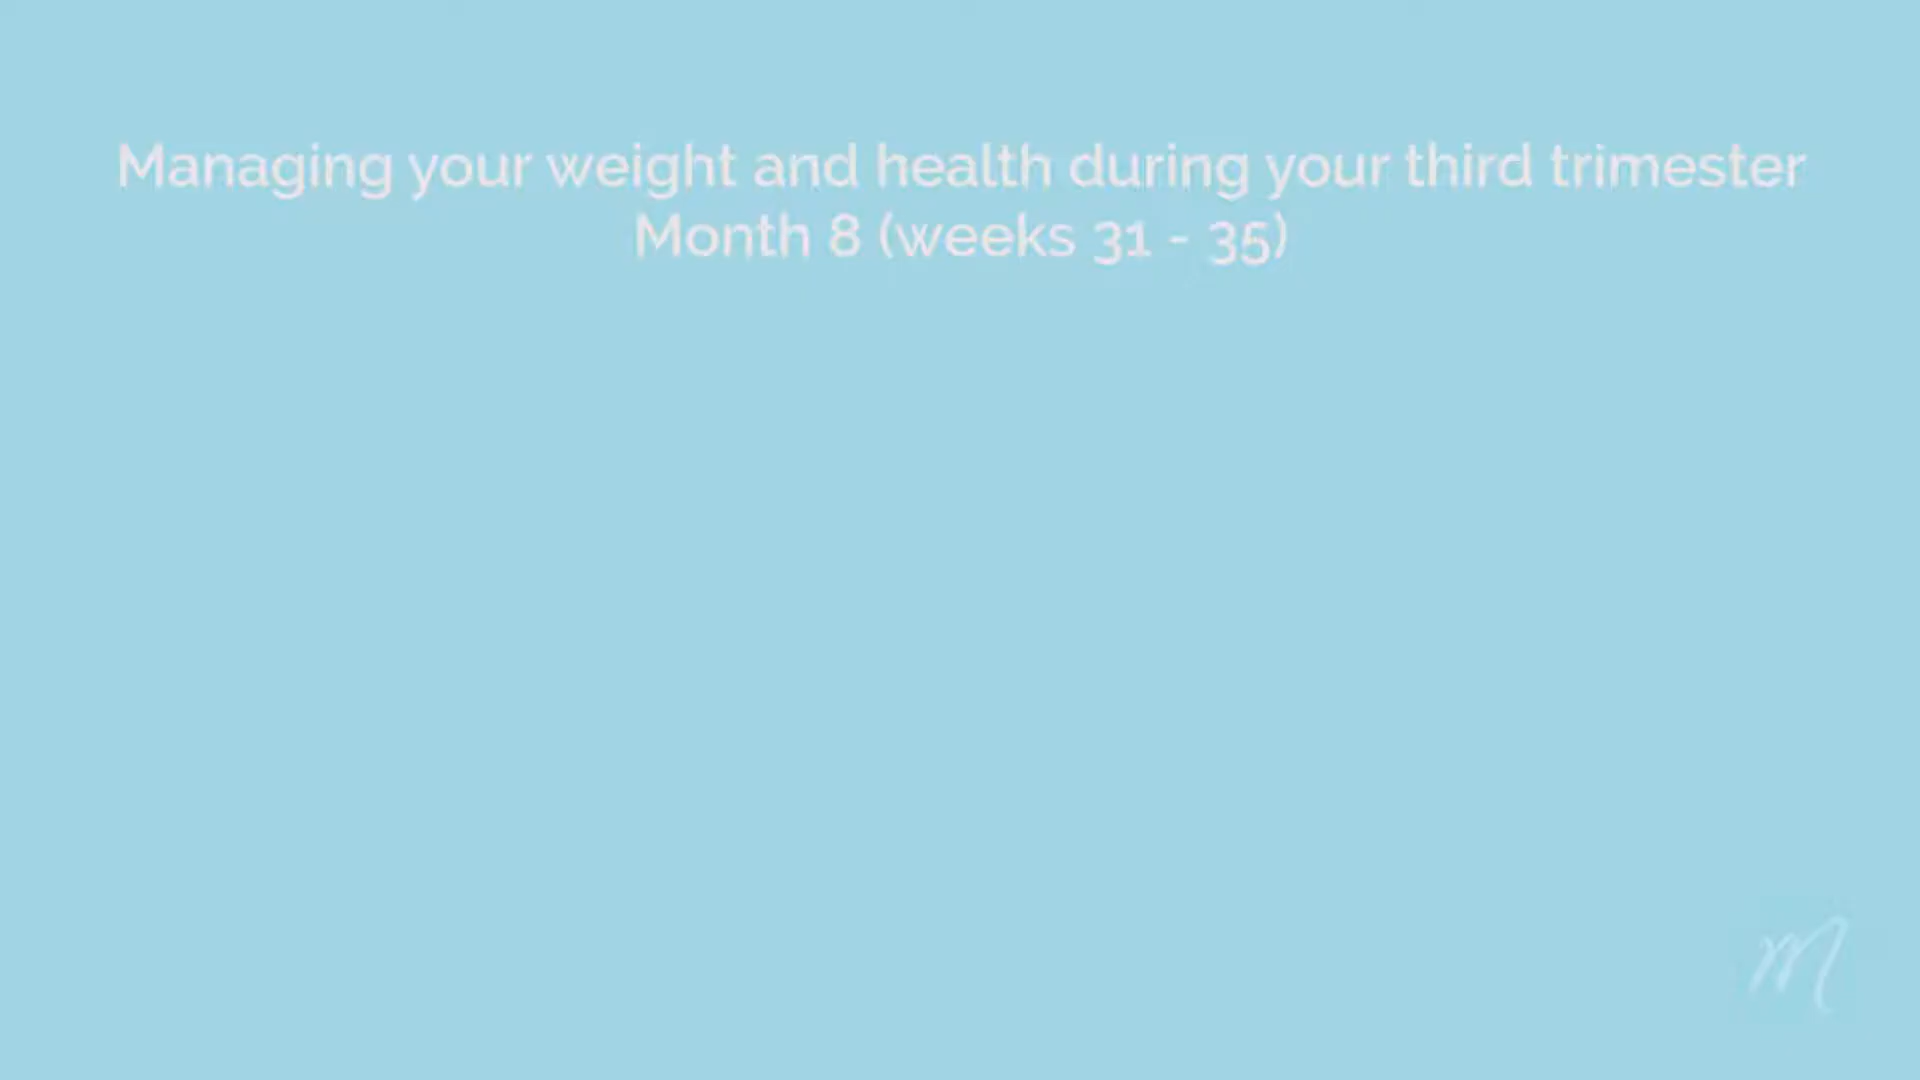 Managing your weight and health during your third trimester
Month 8 (weeks 31 - 35)
m